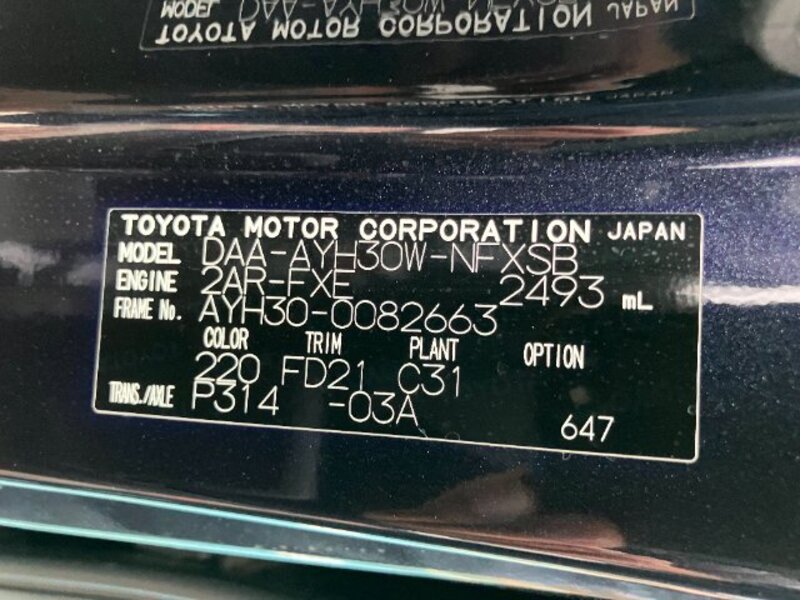 TOYOTA MOTOR CORPORATION JAPAN
MODEL DAA-AYH30W-NFXSB
ENGINE 2AR-FXE 2493 mL
FRAME No. AYH30-0082663
COLOR TRIM PLANT OPTION
220 FD21 C31
TRANS./AXLE P314 -03A
647